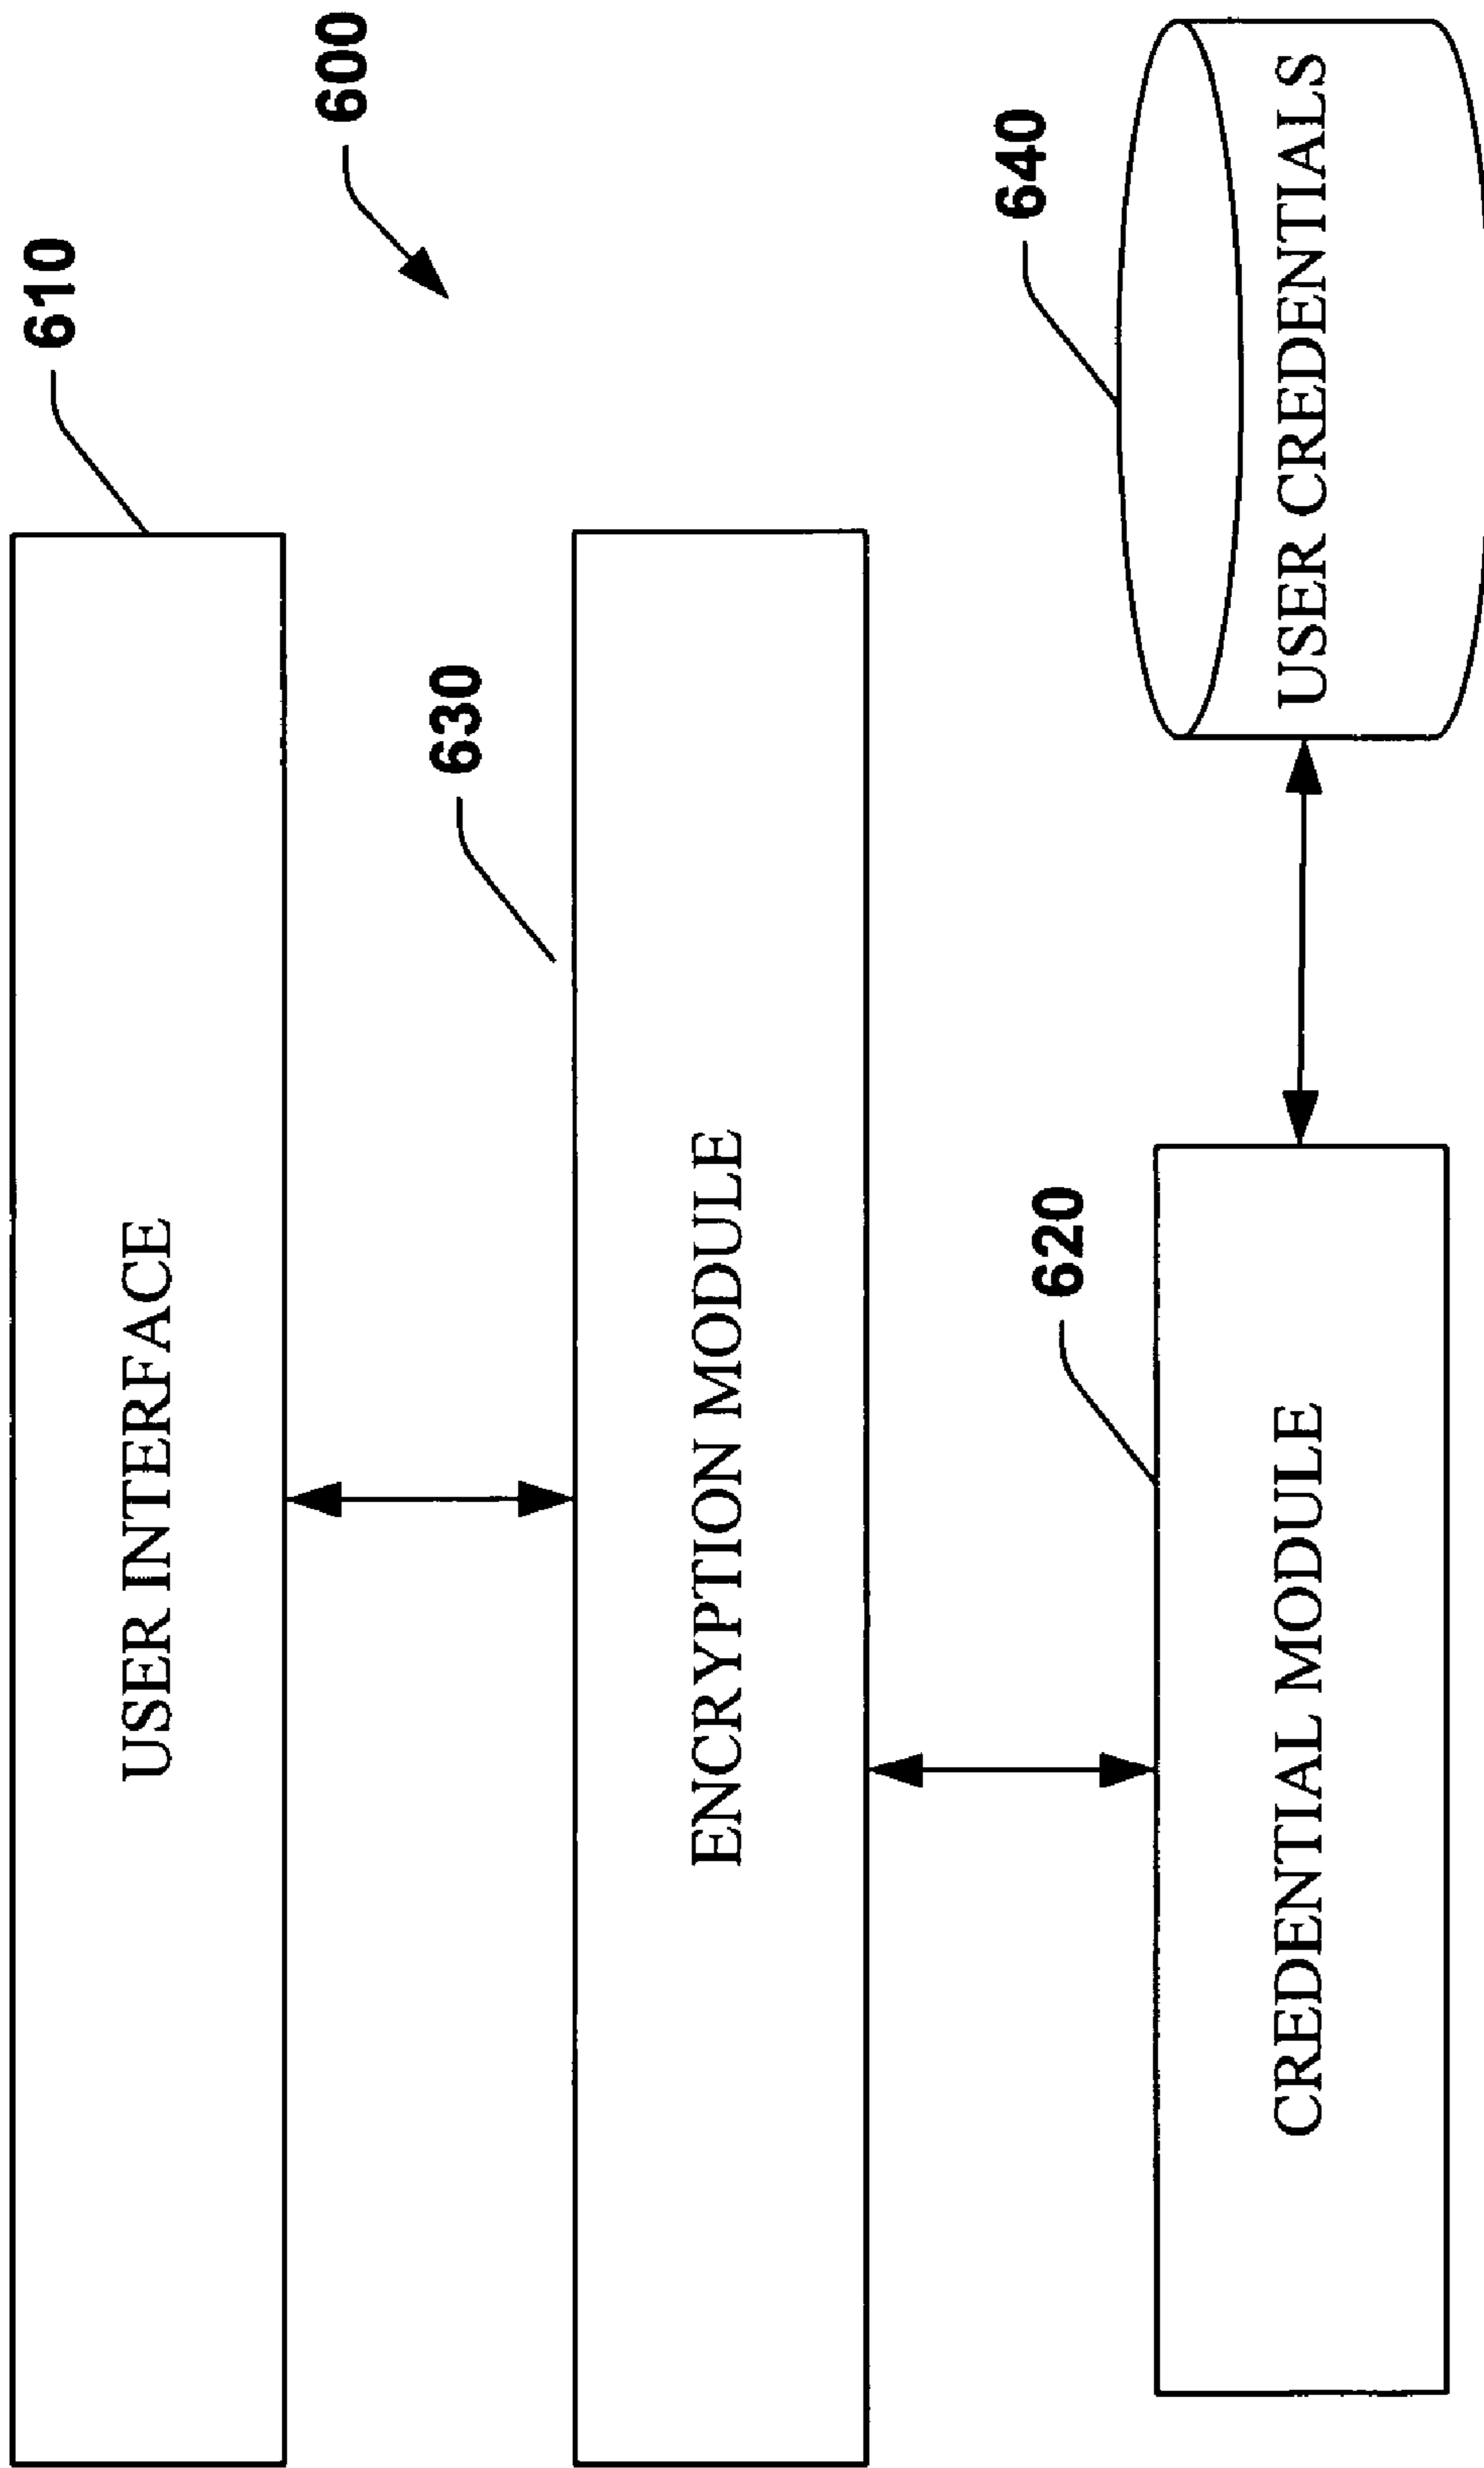 610
USER INTERFACE
600
630
ENCRYPTION MODULE
640
620
CREDENTIAL MODULE
USER CREDENTIALS